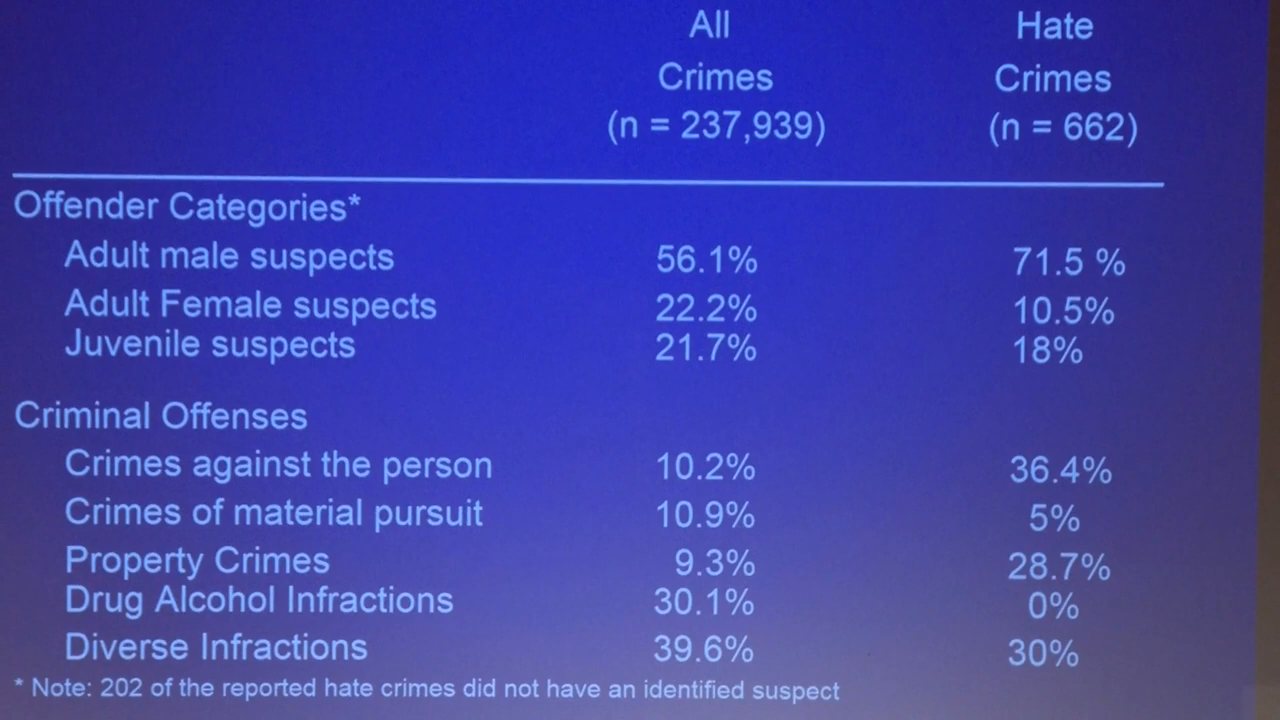 All Hate
Crimes Crimes
(n = 237,939) (n = 662)
Offender Categories*
Adult male suspects 56.1% 71.5 %
Adult Female suspects 22.2% 10.5%
Juvenile suspects 21.7% 18%
Criminal Offenses
Crimes against the person 10.2% 36.4%
Crimes of material pursuit 10.9% 5%
Property Crimes 9.3% 28.7%
Drug Alcohol Infractions 30.1% 0%
Diverse Infractions 39.6% 30%
* Note: 202 of the reported hate crimes did not have an identified suspect